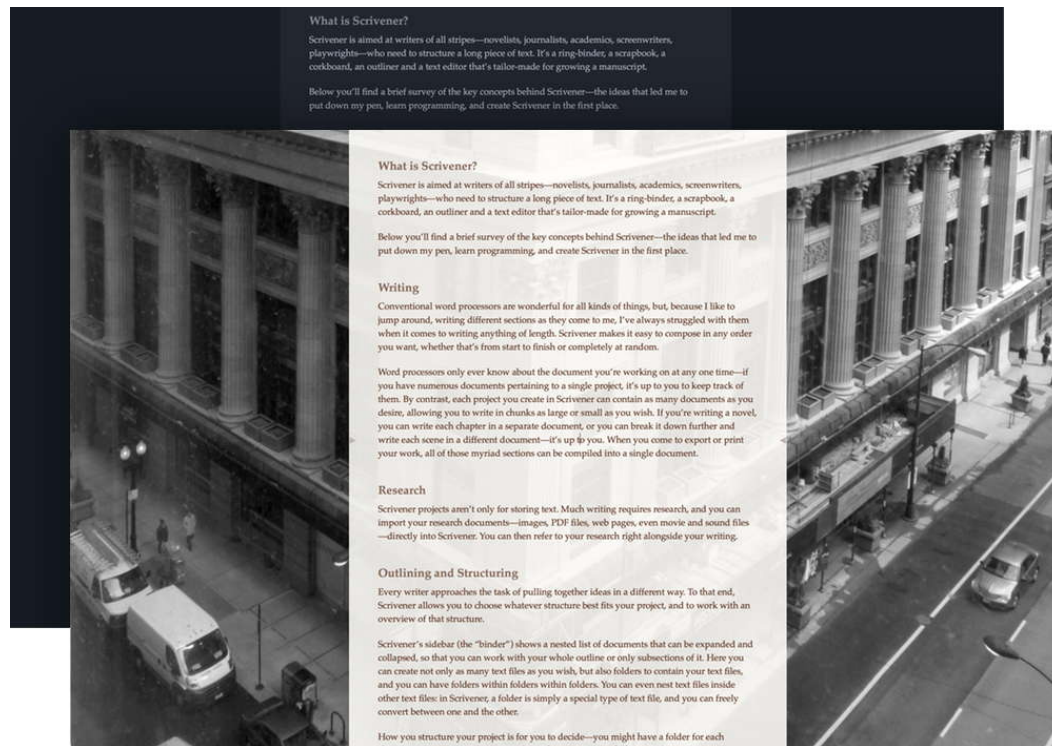 What is Scrivener?
Scrivener is aimed at writers of all stripes—novelists, journalists, academics, screenwriters,
playwrights—who need to structure a long piece of text. It's a ring-binder, a scrapbook, a
corkboard, an outliner and a text editor that's tailor-made for growing a manuscript.
Below you'll find a brief survey of the key concepts behind Scrivener—the ideas that led me to
put down my pen, learn programming, and create Scrivener in the first place.
What is Scrivener?
Scrivener is aimed at writers of all stripes—novelists, journalists, academics, screenwriters,
playwrights—who need to structure a long piece of text. It's a ring-binder, a scrapbook, a
corkboard, an outliner and a text editor that's tailor-made for growing a manuscript.
Below you'll find a brief survey of the key concepts behind Scrivener—the ideas that led me to
put down my pen, learn programming, and create Scrivener in the first place.
Writing
Conventional word processors are wonderful for all kinds of things, but, because I like to
jump around, writing different sections as they come to me, I've always struggled with them
when it comes to writing anything of length. Scrivener makes it easy to compose in any order
you want, whether that's from start to finish or completely at random.
Word processors only ever know about the document you're working on at any one time—if
you have numerous documents pertaining to a single project, it's up to you to keep track of
them. By contrast, each project you create in Scrivener can contain as many documents as you
desire, allowing you to write in chunks as large or small as you wish. If you're writing a novel,
you can write each chapter in a separate document, or you can break it down further and
write each scene in a different document—it's up to you. When you come to export or print
your work, all of those myriad sections can be compiled into a single document.
Research
Scrivener projects aren't only for storing text. Much writing requires research, and you can
import your research documents—images, PDF files, web pages, even movie and sound files
—directly into Scrivener. You can then refer to your research right alongside your writing.
Outlining and Structuring
Every writer approaches the task of pulling together ideas in a different way. To that end,
Scrivener allows you to choose whatever structure best fits your project, and to work with an
overview of that structure.
Scrivener's sidebar (the "binder") shows a nested list of documents that can be expanded and
collapsed, so that you can work with your whole outline or only subsections of it. Here you
can create not only as many text files as you wish, but also folders to contain your text files,
and you can have folders within folders within folders. You can even nest text files inside
other text files: in Scrivener, a folder is simply a special type of text file, and you can freely
convert between one and the other.
How you structure your project is for you to decide—you might have a folder for each